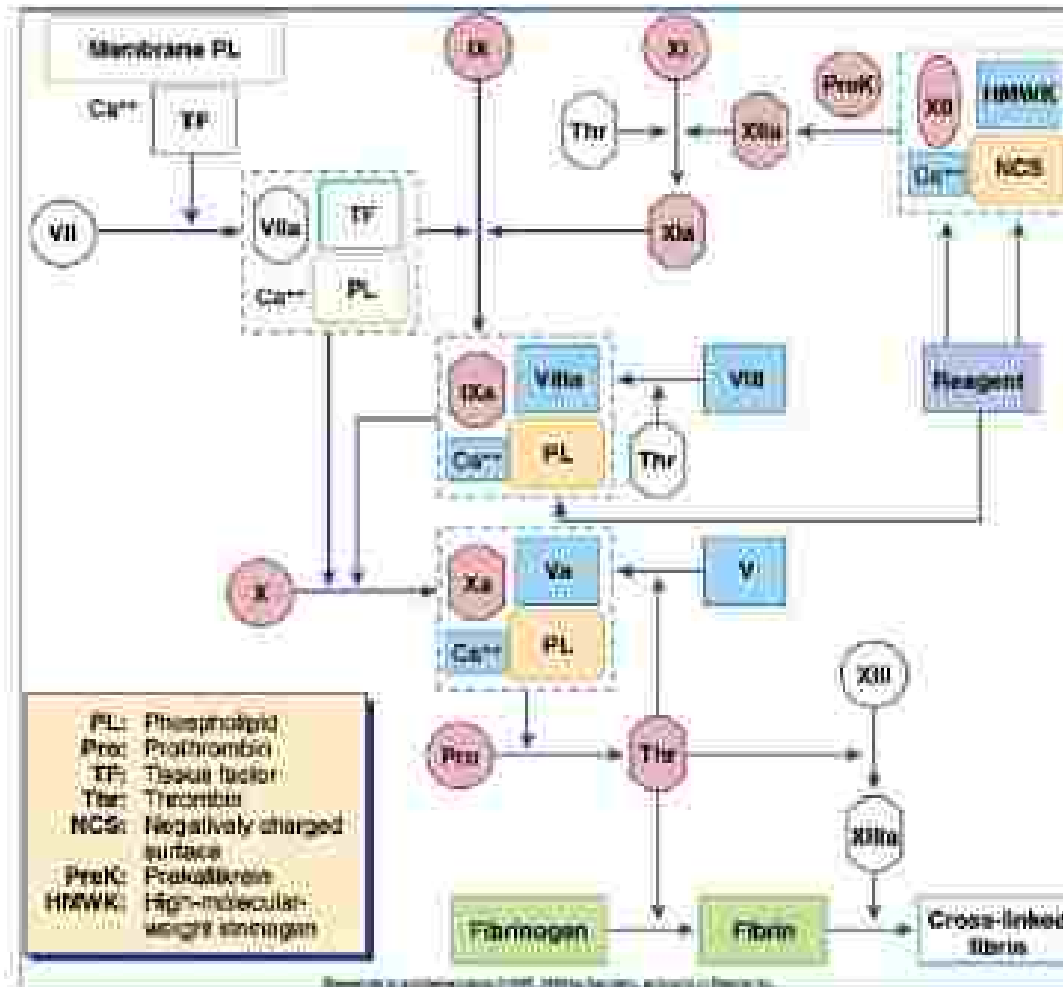 Membrane PL
IX
XI
PreK
XII
HMWK
Ca++
TF
Thr
XIIa
Ca++
NCS
VII
VIIa
TF
XIa
Ca++
PL
IXa
VIIIa
VIII
Reagent
Ca++
PL
Thr
X
Xa
Va
V
Ca++
PL
XIII
PL: Phospholipid
Pro: Prothrombin
TF: Tissue factor
Thr: Thrombin
NCS: Negatively charged
surface
PreK: Prekallikrein
HMWK: High-molecular-
weight kininogen
Pro
Thr
XIIIa
Fibrinogen
Fibrin
Cross-linked
fibrin